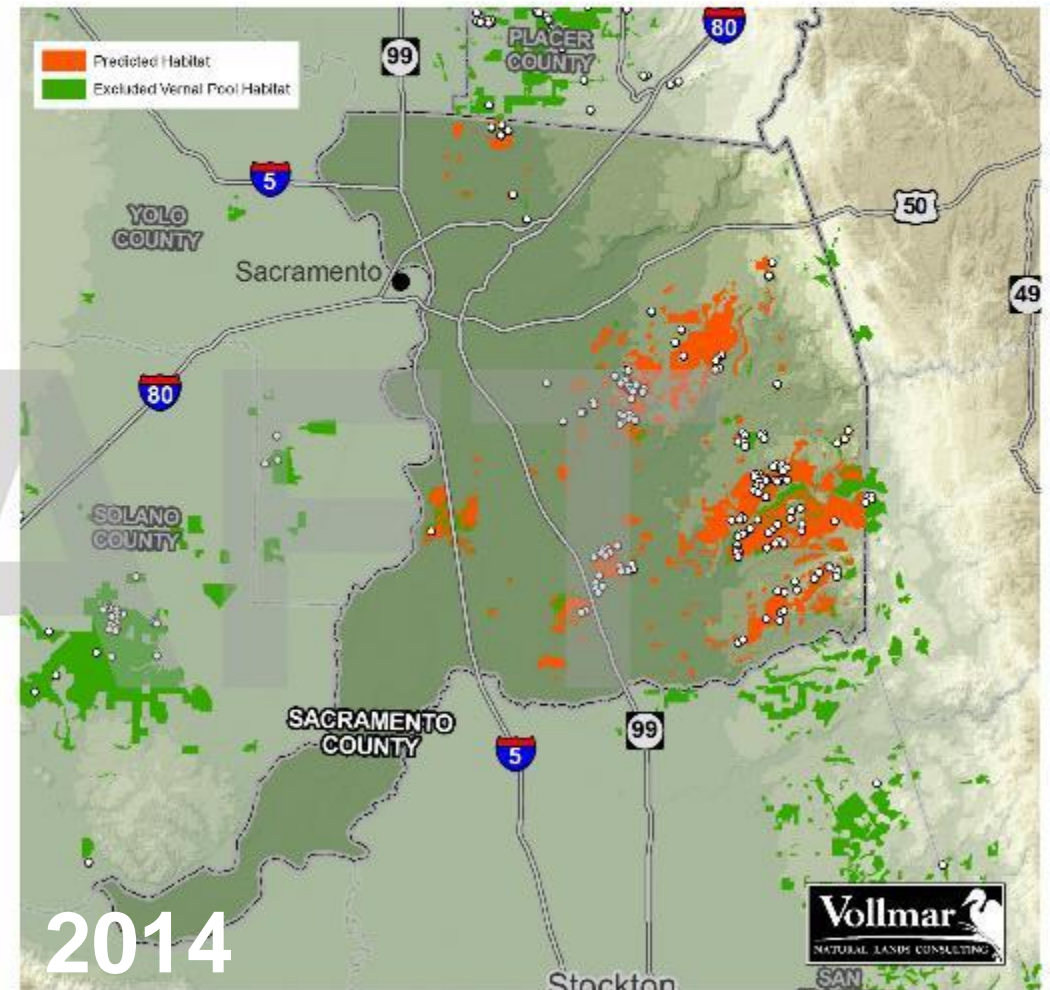 Predicted Habitat
Excluded Vernal Pool Habitat
99
80
PLACER
COUNTY
5
50
YOLO
COUNTY
Sacramento
49
80
SOLANO
COUNTY
SACRAMENTO
COUNTY
5
99
Vollmar
NATURAL LANDS CONSULTING
2014
Stockton
SAN